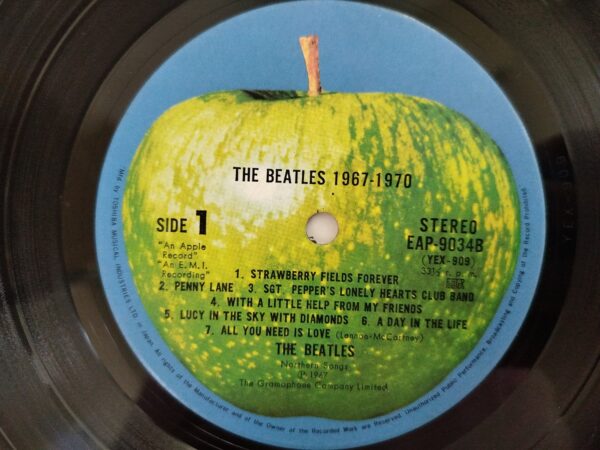 THE BEATLES 1967-1970
SIDE 1
STEREO
EAP-9034B
(YEX-909)
33⅓ r. p. m.
"An Apple
Record"
"An E.M.I.
Recording"
1. STRAWBERRY FIELDS FOREVER
2. PENNY LANE 3. SGT. PEPPER'S LONELY HEARTS CLUB BAND
4. WITH A LITTLE HELP FROM MY FRIENDS
5. LUCY IN THE SKY WITH DIAMONDS 6. A DAY IN THE LIFE
7. ALL YOU NEED IS LOVE (Lennon-McCartney)
THE BEATLES
Northern Songs
Ⓟ 1967
The Gramophone Company Limited
Mfd by TOSHIBA MUSICAL INDUSTRIES LTD in Japan. All rights of the Manufacturer and of the Owner of the Recorded Work are Reserved. Unauthorized Public Performance, Broadcasting and Copying of the Record Prohibited.
YEX 909